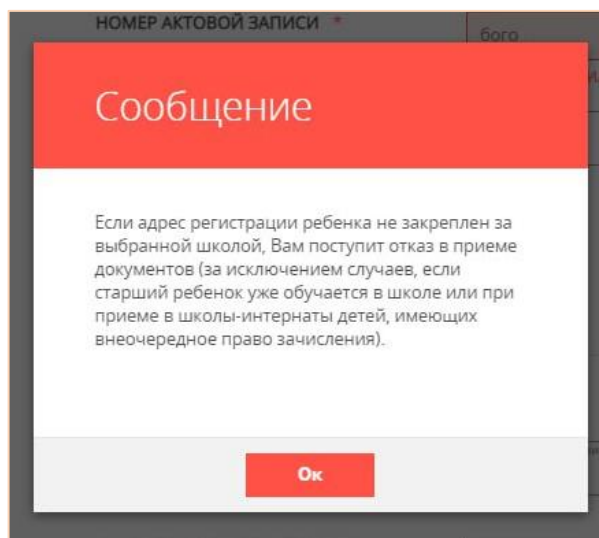 НОМЕР АКТОВОЙ ЗАПИСИ *
бого
Сообщение
Если адрес регистрации ребенка не закреплен за
выбранной школой, Вам поступит отказ в приеме
документов (за исключением случаев, если
старший ребенок уже обучается в школе или при
приеме в школы-интернаты детей, имеющих
внеочередное право зачисления).
Ок